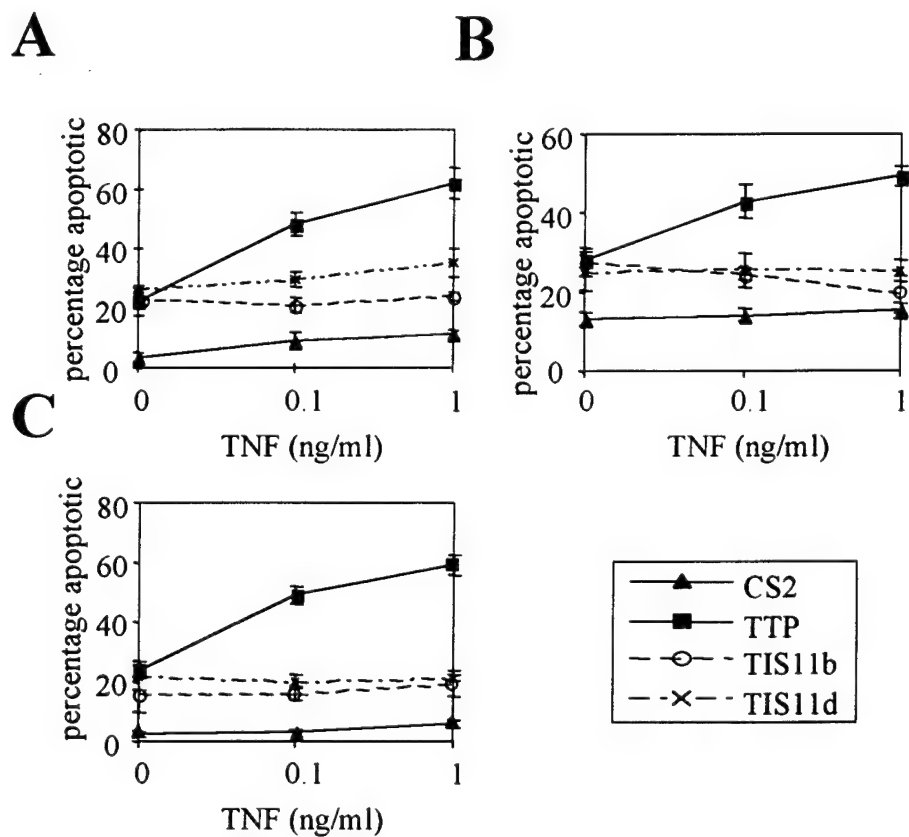 A
percentage apoptotic
80
60
40
20
0
0 0.1 1
TNF (ng/ml)
B
percentage apoptotic
60
40
20
0
0 0.1 1
TNF (ng/ml)
C
percentage apoptotic
80
60
40
20
0
0 0.1 1
TNF (ng/ml)
CS2
TTP
TIS11b
TIS11d